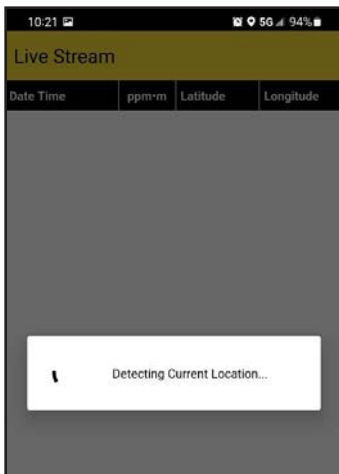 10:21 5G 94%
Live Stream
Date Time ppm·m Latitude Longitude
Detecting Current Location...